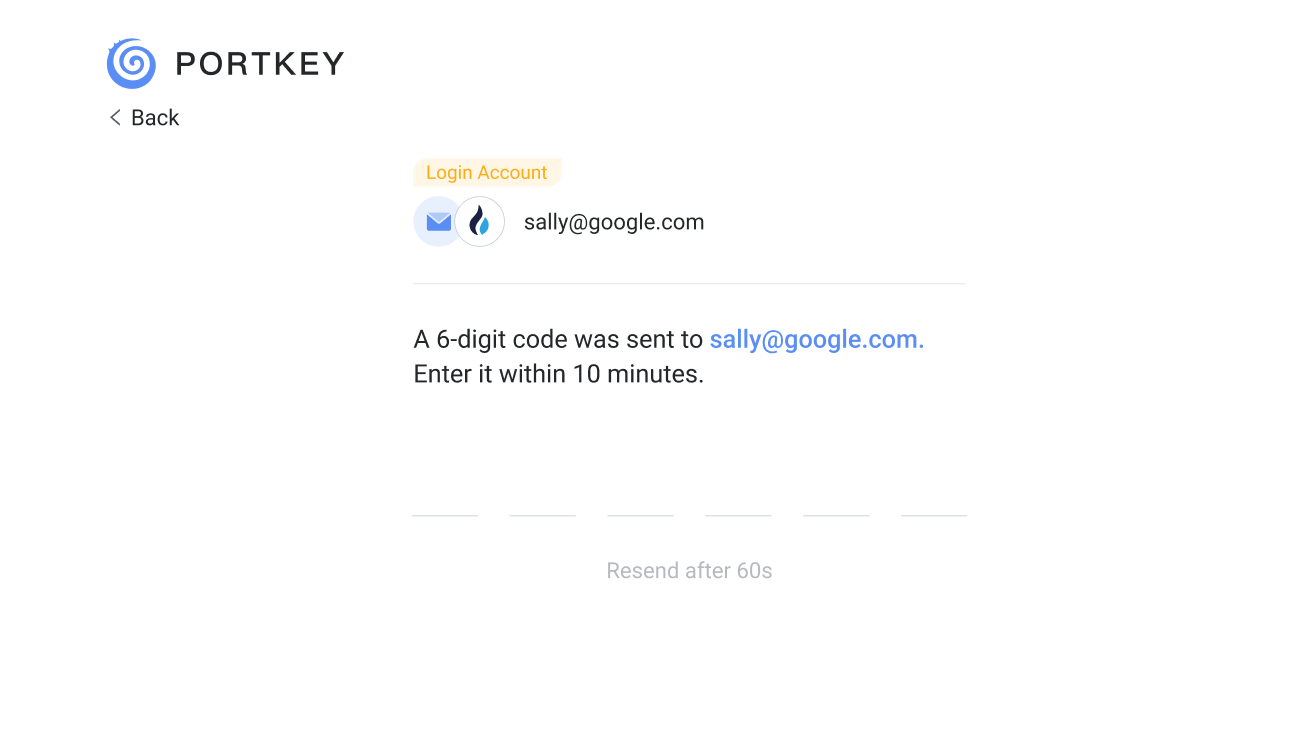 PORTKEY
Back
Login Account
sally@google.com
A 6-digit code was sent to sally@google.com.
Enter it within 10 minutes.
Resend after 60s